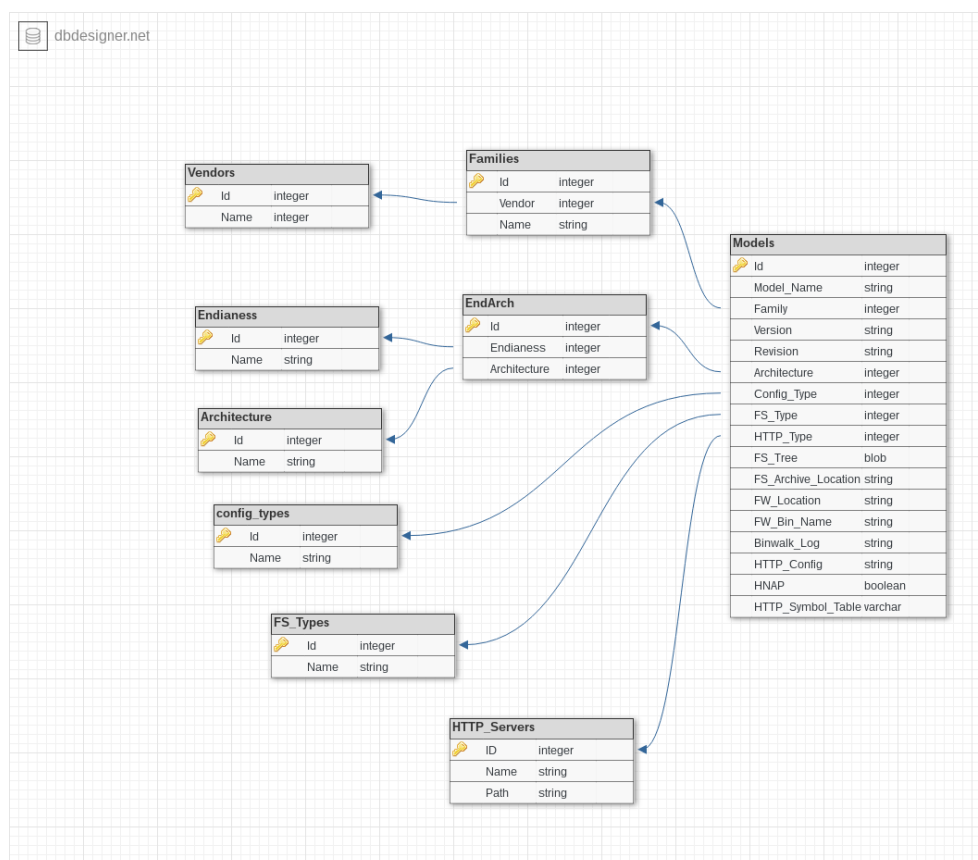 dbdesigner.net
Vendors
Id integer
Name integer
Families
Id integer
Vendor integer
Name string
Models
Id integer
Model_Name string
Family integer
Version string
Revision string
Architecture integer
Config_Type integer
FS_Type integer
HTTP_Type integer
FS_Tree blob
FS_Archive_Location string
FW_Location string
FW_Bin_Name string
Binwalk_Log string
HTTP_Config string
HNAP boolean
HTTP_Symbol_Table varchar
Endianess
Id integer
Name string
EndArch
Id integer
Endianess integer
Architecture integer
Architecture
Id integer
Name string
config_types
Id integer
Name string
FS_Types
Id integer
Name string
HTTP_Servers
ID integer
Name string
Path string